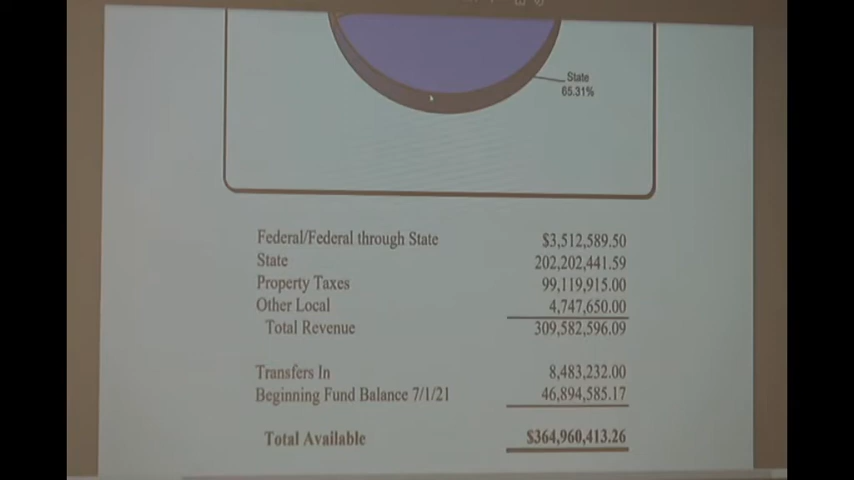 State
65.31%
Federal/Federal through State $3,512,589.50
State 202,202,441.59
Property Taxes 99,119,915.00
Other Local 4,747,650.00
Total Revenue 309,582,596.09
Transfers In 8,483,232.00
Beginning Fund Balance 7/1/21 46,894,585.17
Total Available $364,960,413.26